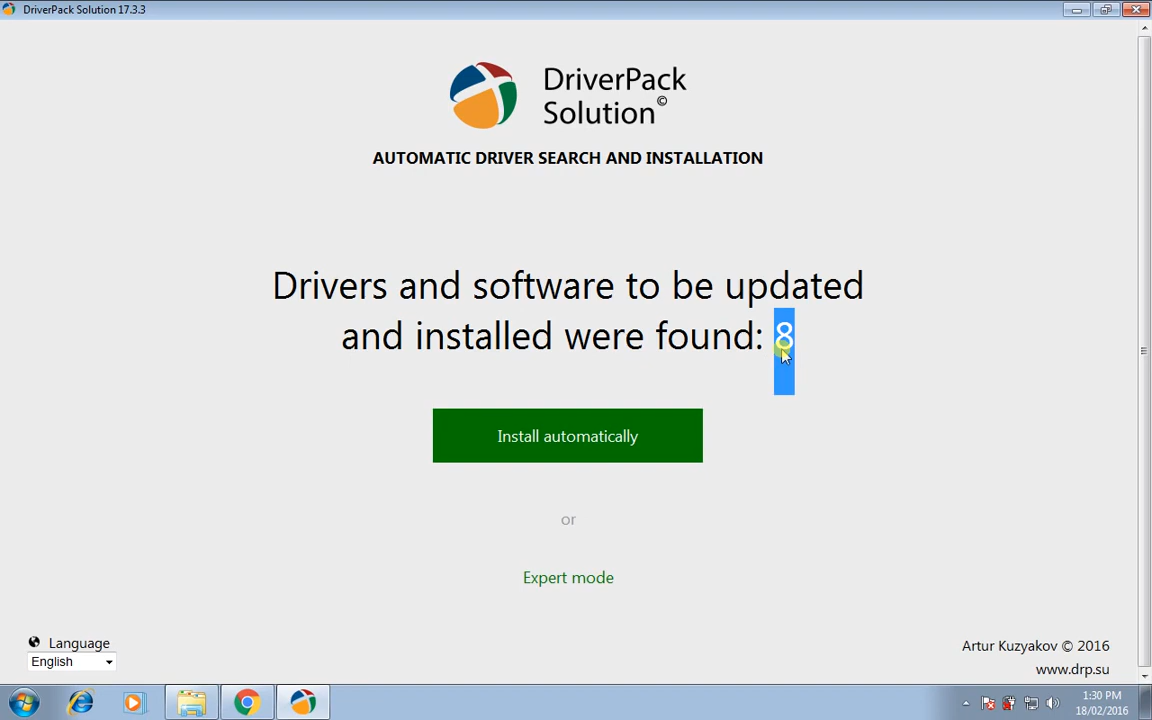 DriverPack Solution 17.3.3
DriverPack
Solution©
AUTOMATIC DRIVER SEARCH AND INSTALLATION
Drivers and software to be updated
and installed were found: 8
Install automatically
or
Expert mode
Language
English
Artur Kuzyakov © 2016
www.drp.su
1:30 PM
18/02/2016